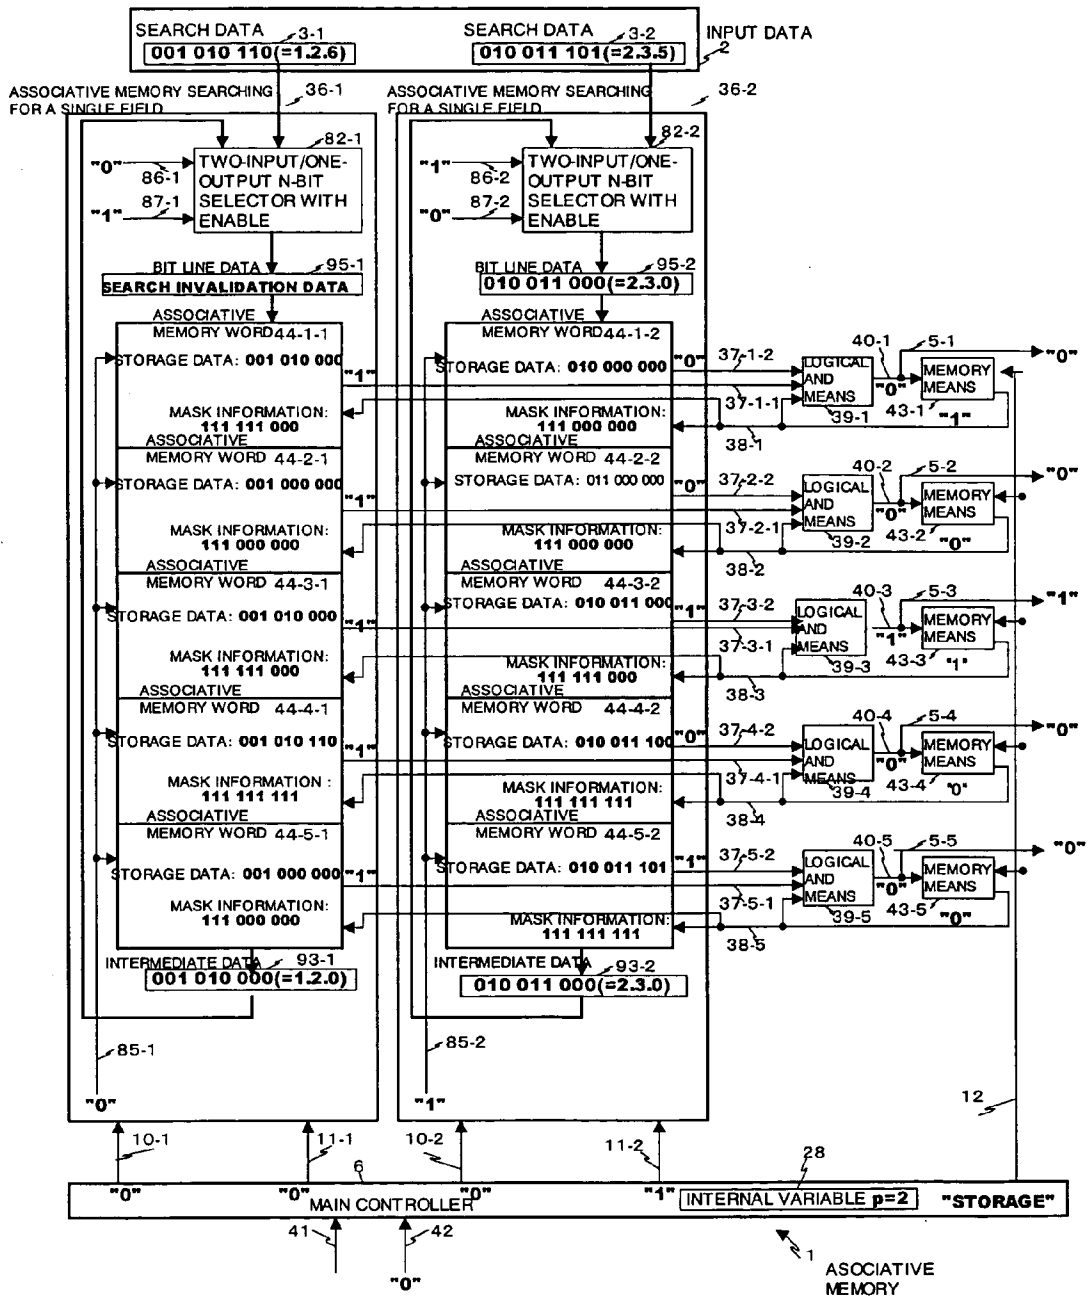 SEARCH DATA 3-1
001 010 110(=1.2.6)
SEARCH DATA 3-2
010 011 101(=2.3.5)
INPUT DATA
2
ASSOCIATIVE MEMORY SEARCHING
FOR A SINGLE FIELD
36-1
ASSOCIATIVE MEMORY SEARCHING
FOR A SINGLE FIELD
36-2
82-1
"0"
86-1
"1"
87-1
TWO-INPUT/ONE-
OUTPUT N-BIT
SELECTOR WITH
ENABLE
82-2
"1"
86-2
"0"
87-2
TWO-INPUT/ONE-
OUTPUT N-BIT
SELECTOR WITH
ENABLE
BIT LINE DATA 95-1
SEARCH INVALIDATION DATA
BIT LINE DATA 95-2
010 011 000(=2.3.0)
ASSOCIATIVE
MEMORY WORD 44-1-1
STORAGE DATA: 001 010 000
"1"
MASK INFORMATION:
111 111 000
ASSOCIATIVE
MEMORY WORD 44-1-2
STORAGE DATA: 010 000 000
"0"
MASK INFORMATION:
111 000 000
37-1-2
37-1-1
38-1
LOGICAL
AND
MEANS
39-1
40-1
"0"
5-1
"0"
MEMORY
MEANS
43-1
"1"
ASSOCIATIVE
MEMORY WORD 44-2-1
STORAGE DATA: 001 000 000
"1"
MASK INFORMATION:
111 000 000
ASSOCIATIVE
MEMORY WORD 44-2-2
STORAGE DATA: 011 000 000
"0"
MASK INFORMATION:
111 000 000
37-2-2
37-2-1
38-2
LOGICAL
AND
MEANS
39-2
40-2
"0"
5-2
"0"
MEMORY
MEANS
43-2
"0"
ASSOCIATIVE
MEMORY WORD 44-3-1
STORAGE DATA: 001 010 000
"1"
MASK INFORMATION:
111 111 000
ASSOCIATIVE
MEMORY WORD 44-3-2
STORAGE DATA: 010 011 000
"1"
MASK INFORMATION:
111 111 000
37-3-2
37-3-1
38-3
LOGICAL
AND
MEANS
39-3
40-3
"1"
5-3
"1"
MEMORY
MEANS
43-3
"1"
ASSOCIATIVE
MEMORY WORD 44-4-1
STORAGE DATA: 001 010 110
"1"
MASK INFORMATION :
111 111 111
ASSOCIATIVE
MEMORY WORD 44-4-2
STORAGE DATA: 010 011 100
"0"
MASK INFORMATION:
111 111 111
37-4-2
37-4-1
38-4
LOGICAL
AND
MEANS
39-4
40-4
"0"
5-4
"0"
MEMORY
MEANS
43-4
"0"
ASSOCIATIVE
MEMORY WORD 44-5-1
STORAGE DATA: 001 000 000
"1"
MASK INFORMATION:
111 000 000
ASSOCIATIVE
MEMORY WORD 44-5-2
STORAGE DATA: 010 011 101
"1"
MASK INFORMATION:
111 111 111
37-5-2
37-5-1
38-5
LOGICAL
AND
MEANS
39-5
40-5
"0"
5-5
"0"
MEMORY
MEANS
43-5
"0"
INTERMEDIATE DATA 93-1
001 010 000(=1.2.0)
INTERMEDIATE DATA 93-2
010 011 000(=2.3.0)
85-1
"0"
85-2
"1"
12
10-1
11-1
10-2
11-2
6
28
"0"
"0"
"0"
"1"
MAIN CONTROLLER
INTERNAL VARIABLE p=2
"STORAGE"
41
42
"0"
1
ASOCIATIVE
MEMORY